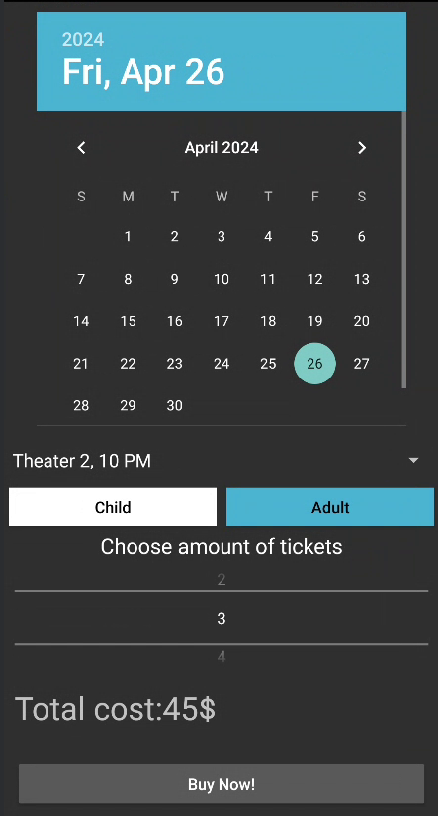 2024
Fri, Apr 26
April 2024
S M T W T F S
1 2 3 4 5 6
7 8 9 10 11 12 13
14 15 16 17 18 19 20
21 22 23 24 25 26 27
28 29 30
Theater 2, 10 PM
Child Adult
Choose amount of tickets
2
3
4
Total cost:45$
Buy Now!